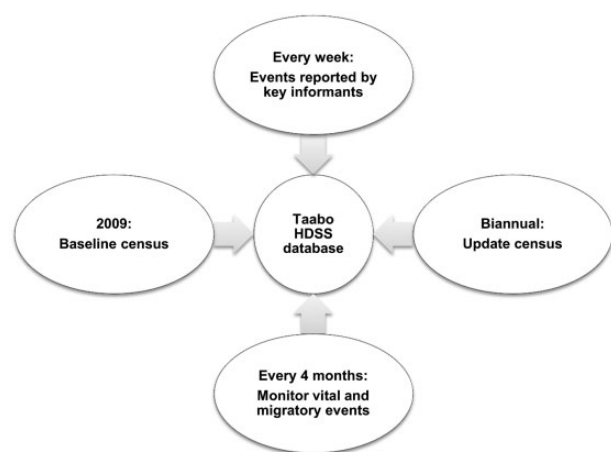 Every week:
Events reported by
key informants
2009:
Baseline census
Taabo
HDSS
database
Biannual:
Update census
Every 4 months:
Monitor vital and
migratory events